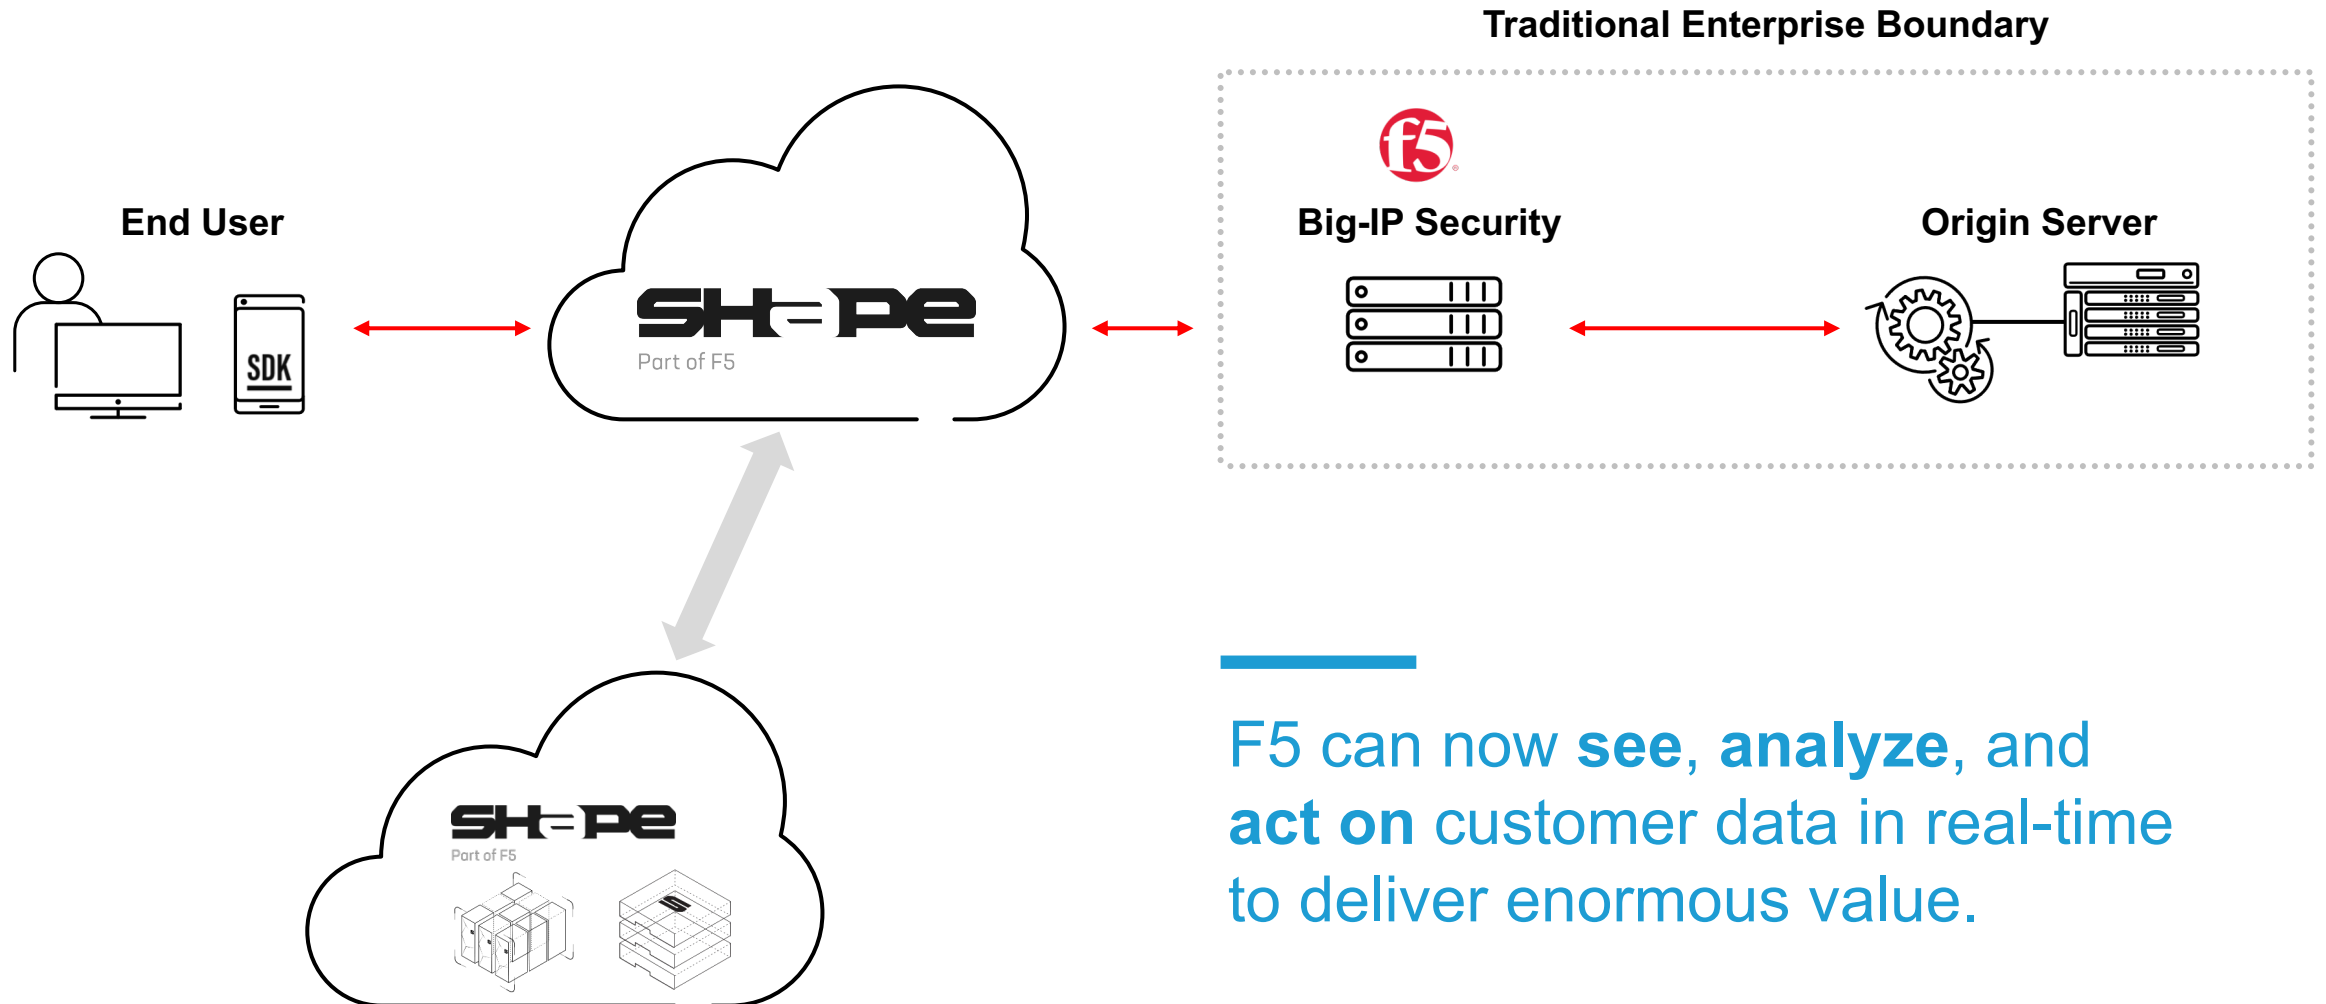 Traditional Enterprise Boundary
f5
End User
Big-IP Security
Origin Server
SDK
SHAPE
Part of F5
SHAPE
Part of F5
S
F5 can now see, analyze, and
act on customer data in real-time
to deliver enormous value.